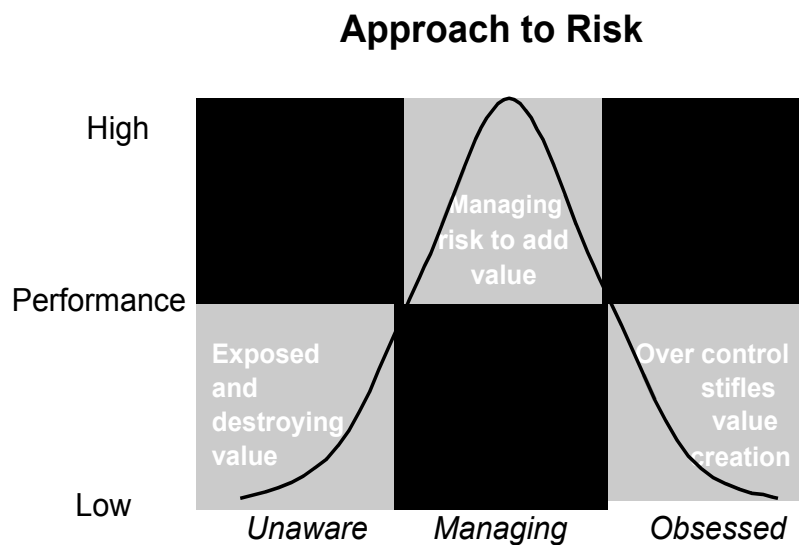 Approach to Risk
High
Managing
risk to add
value
Performance
Exposed
and
destroying
value
Over control
stifles
value
creation
Low
Unaware
Managing
Obsessed